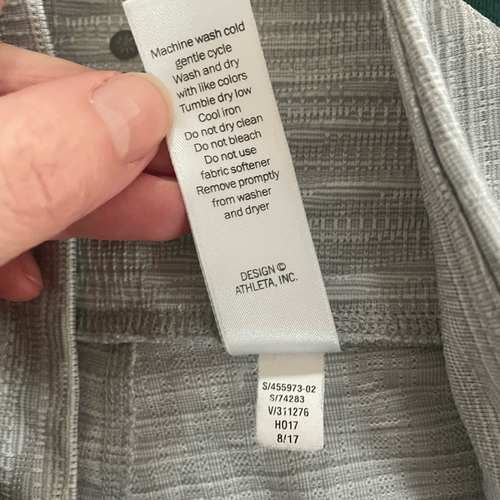 Machine wash cold
gentle cycle
Wash and dry
with like colors
Tumble dry low
Cool iron
Do not dry clean
Do not bleach
Do not use
fabric softener
Remove promptly
from washer
and dryer
DESIGN ©
ATHLETA, INC.
S/455973-02
S/74283
V/311276
HO17
8/17